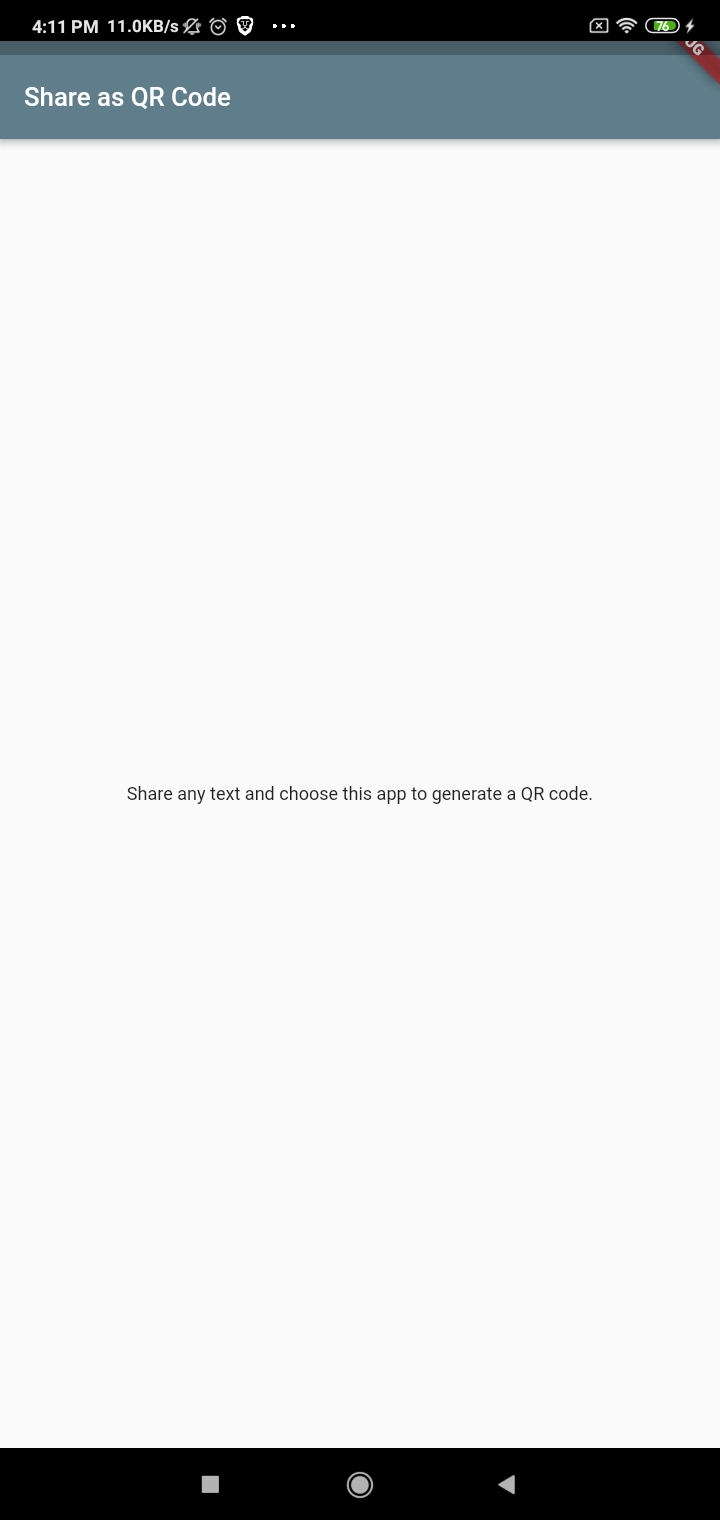 4:11 PM 11.0KB/s
76
UG
Share as QR Code
Share any text and choose this app to generate a QR code.